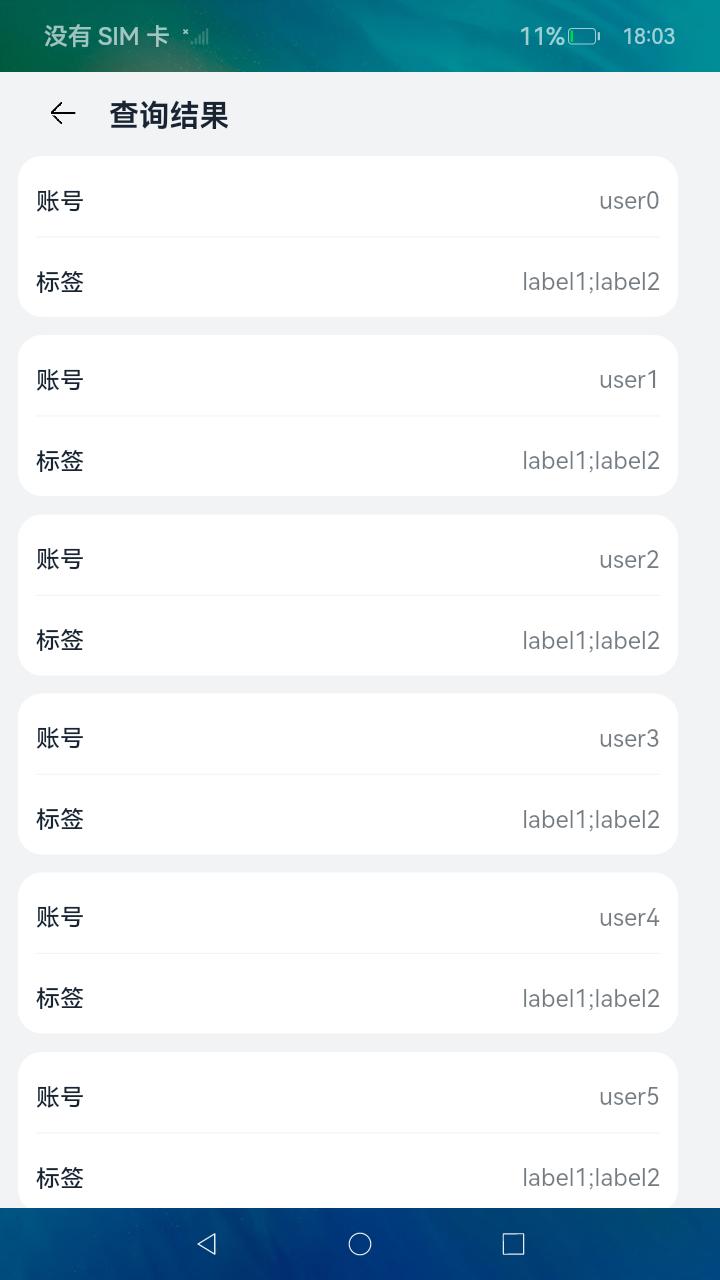 没有 SIM 卡
11%
18:03
查询结果
账号 user0
标签 label1;label2
账号 user1
标签 label1;label2
账号 user2
标签 label1;label2
账号 user3
标签 label1;label2
账号 user4
标签 label1;label2
账号 user5
标签 label1;label2